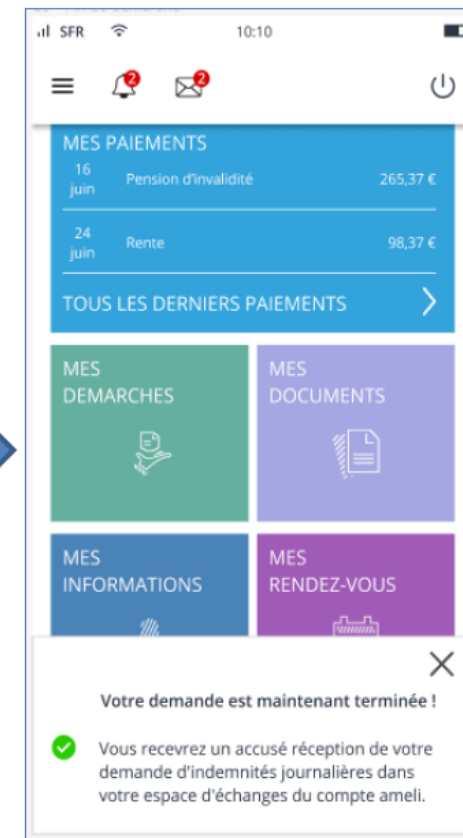 SFR 10:10
2 2
MES PAIEMENTS
16
juin Pension d'invalidité 265,37 €
24
juin Rente 98,37 €
TOUS LES DERNIERS PAIEMENTS
MES
DEMARCHES
MES
DOCUMENTS
MES
INFORMATIONS
MES
RENDEZ-VOUS
Votre demande est maintenant terminée !
Vous recevrez un accusé réception de votre
demande d'indemnités journalières dans
votre espace d'échanges du compte ameli.